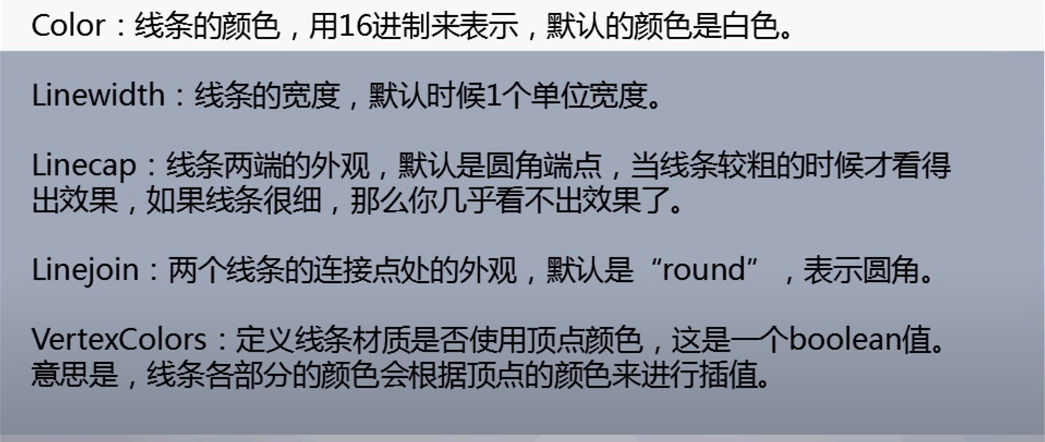 Color：线条的颜色，用16进制来表示，默认的颜色是白色。
Linewidth：线条的宽度，默认时候1个单位宽度。
Linecap：线条两端的外观，默认是圆角端点，当线条较粗的时候才看得
出效果，如果线条很细，那么你几乎看不出效果了。
Linejoin：两个线条的连接点处的外观，默认是“round”，表示圆角。
VertexColors：定义线条材质是否使用顶点颜色，这是一个boolean值。
意思是，线条各部分的颜色会根据顶点的颜色来进行插值。